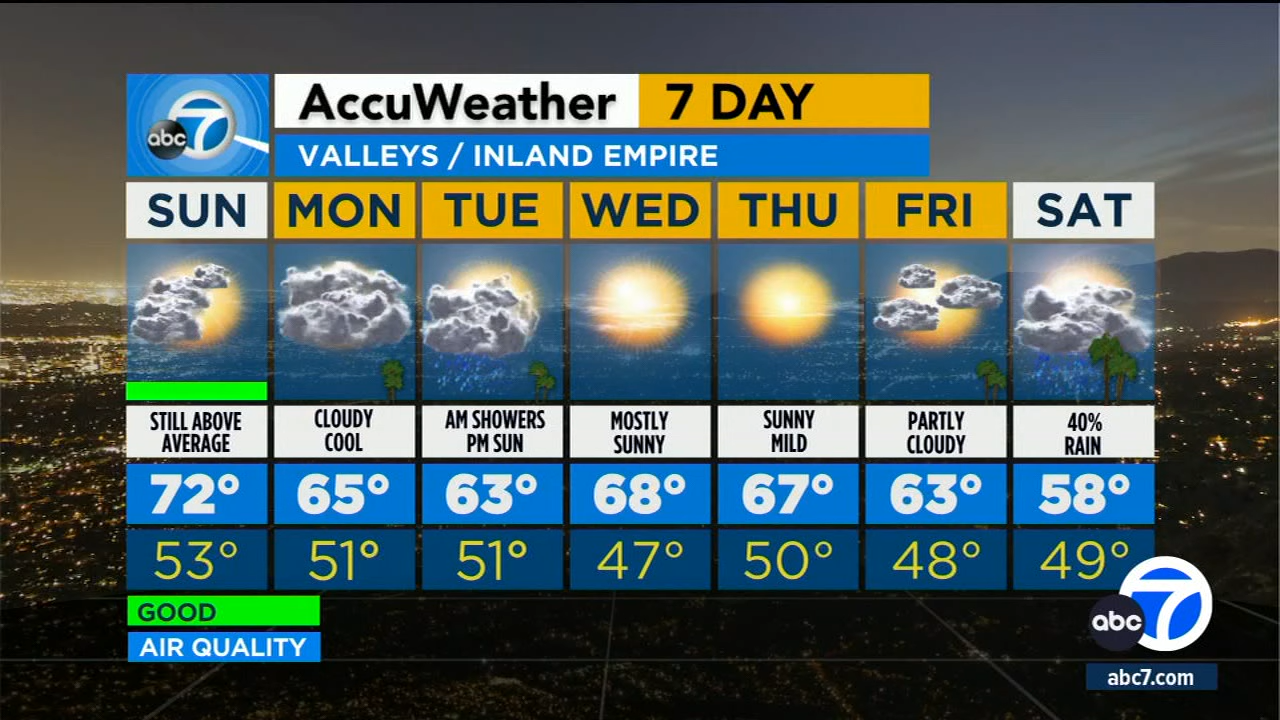 abc 7
AccuWeather 7 DAY
VALLEYS / INLAND EMPIRE
SUN MON TUE WED THU FRI SAT
STILL ABOVE
AVERAGE
CLOUDY
COOL
AM SHOWERS
PM SUN
MOSTLY
SUNNY
SUNNY
MILD
PARTLY
CLOUDY
40%
RAIN
72° 65° 63° 68° 67° 63° 58°
53° 51° 51° 47° 50° 48° 49°
GOOD
AIR QUALITY
abc 7
abc7.com